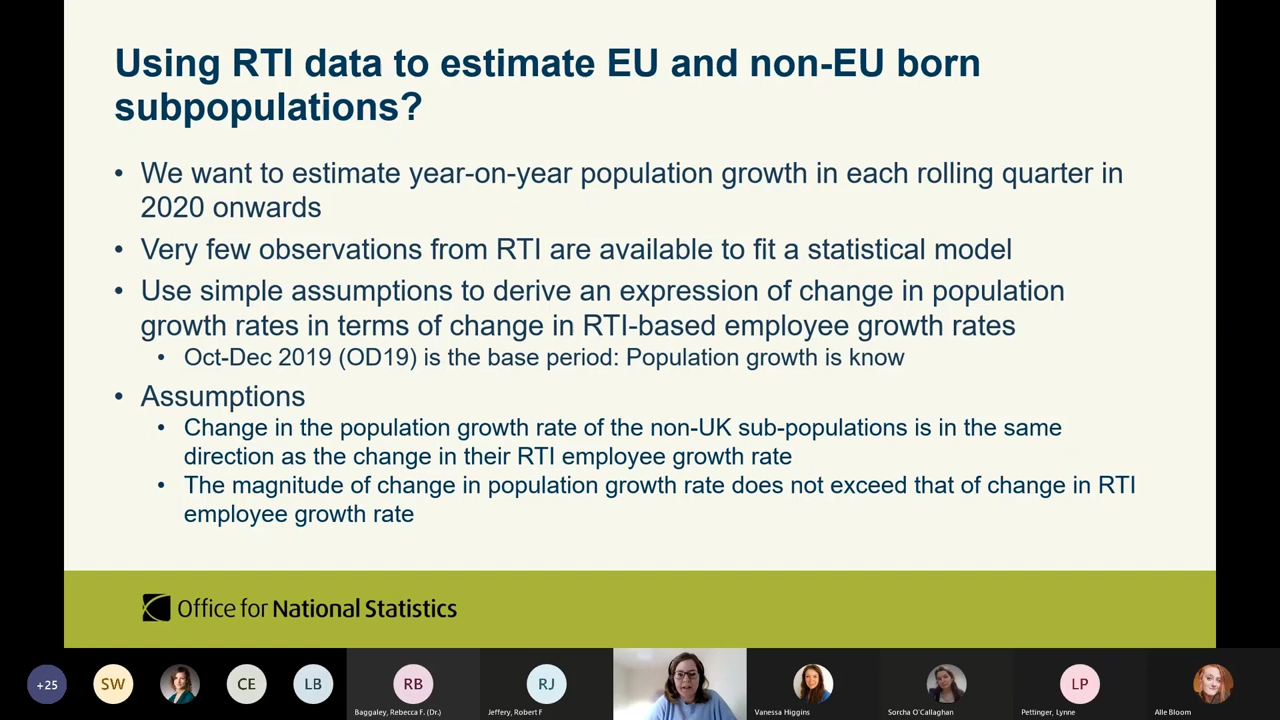 Using RTI data to estimate EU and non-EU born
subpopulations?
• We want to estimate year-on-year population growth in each rolling quarter in
2020 onwards
• Very few observations from RTI are available to fit a statistical model
• Use simple assumptions to derive an expression of change in population
growth rates in terms of change in RTI-based employee growth rates
• Oct-Dec 2019 (OD19) is the base period: Population growth is know
• Assumptions
• Change in the population growth rate of the non-UK sub-populations is in the same
direction as the change in their RTI employee growth rate
• The magnitude of change in population growth rate does not exceed that of change in RTI
employee growth rate
Office for National Statistics
+25 SW CE LB RB RJ LP
Baggaley, Rebecca F. (Dr.) Jeffery, Robert F Vanessa Higgins Sorcha O'Callaghan Pettinger, Lynne Alle Bloom